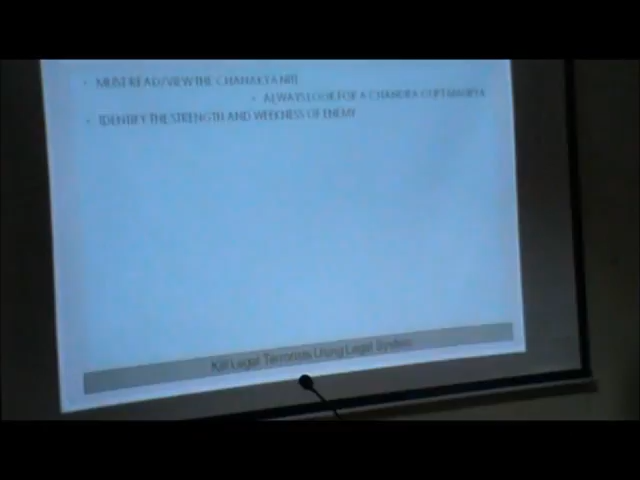 • MUST READ/VIEW THE CHANAKYA NITI
• ALWAYS LOOK FOR A CHANDRA GUPTMAURYA
• IDENTIFY THE STRENGTH AND WEEKNESS OF ENEMY
Kill Legal Terrorists Using Legal System